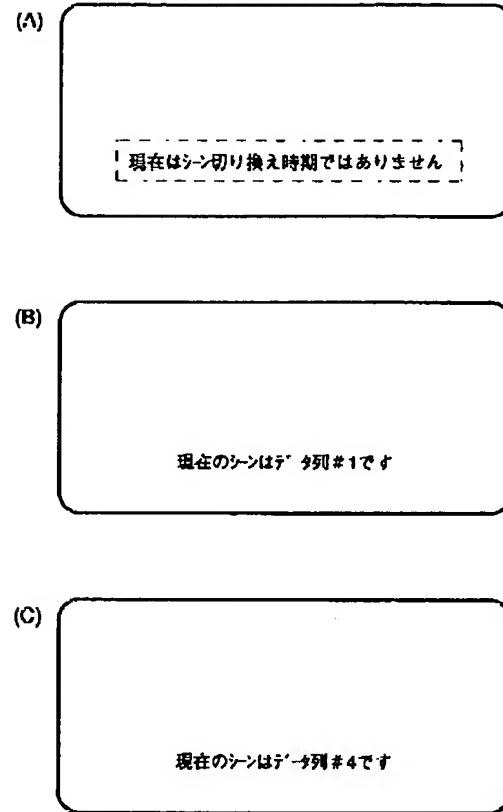 (A)
現在はシーン切り換え時期ではありません
(B)
現在のシーンはデータ列#1です
(C)
現在のシーンはデータ列#4です